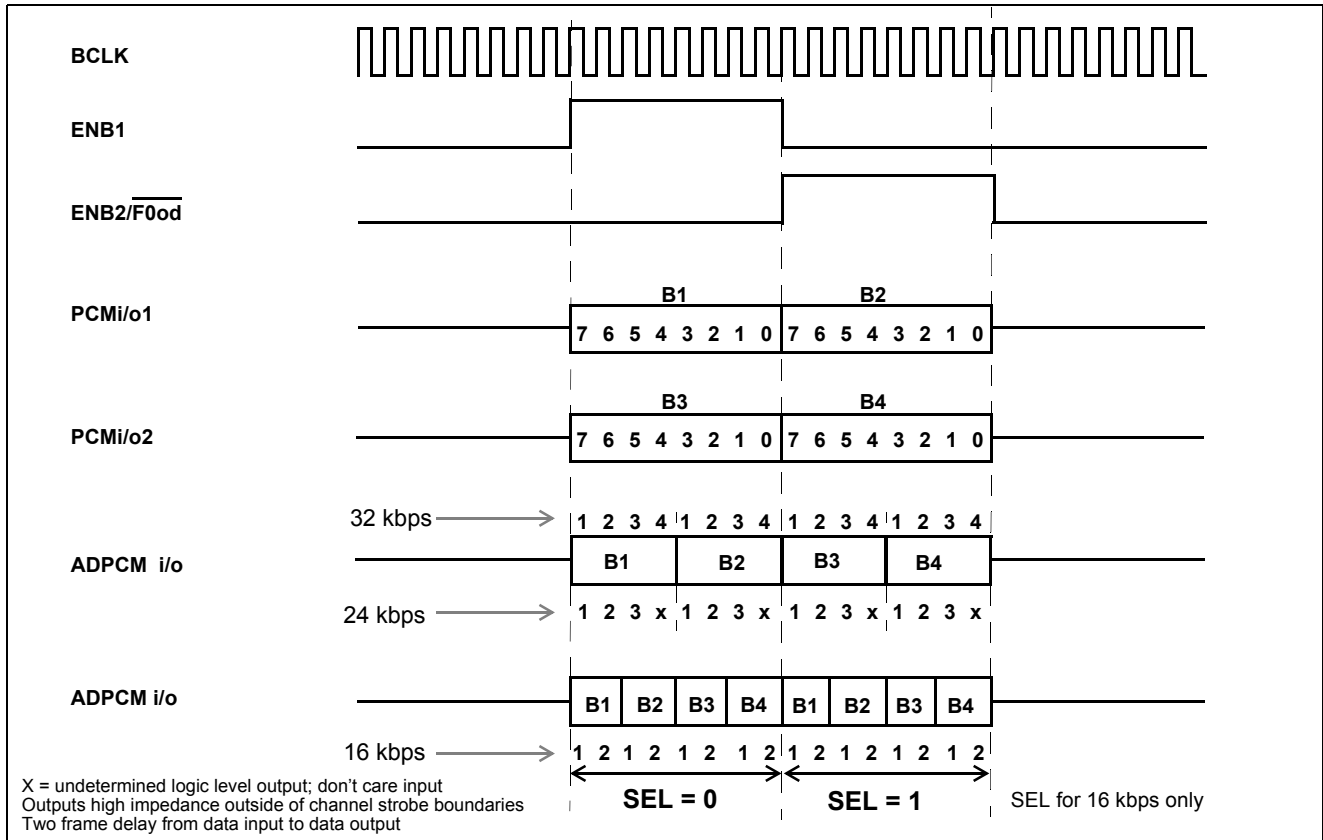 BCLK
ENB1
ENB2/F0od
B1 B2
PCMi/o1
7 6 5 4 3 2 1 0 7 6 5 4 3 2 1 0
B3 B4
PCMi/o2
7 6 5 4 3 2 1 0 7 6 5 4 3 2 1 0
32 kbps 1 2 3 4 1 2 3 4 1 2 3 4 1 2 3 4
ADPCM i/o B1 B2 B3 B4
24 kbps 1 2 3 x 1 2 3 x 1 2 3 x 1 2 3 x
ADPCM i/o B1 B2 B3 B4 B1 B2 B3 B4
16 kbps 1 2 1 2 1 2 1 2 1 2 1 2 1 2 1 2
X = undetermined logic level output; don't care input
Outputs high impedance outside of channel strobe boundaries
Two frame delay from data input to data output
SEL = 0 SEL = 1 SEL for 16 kbps only